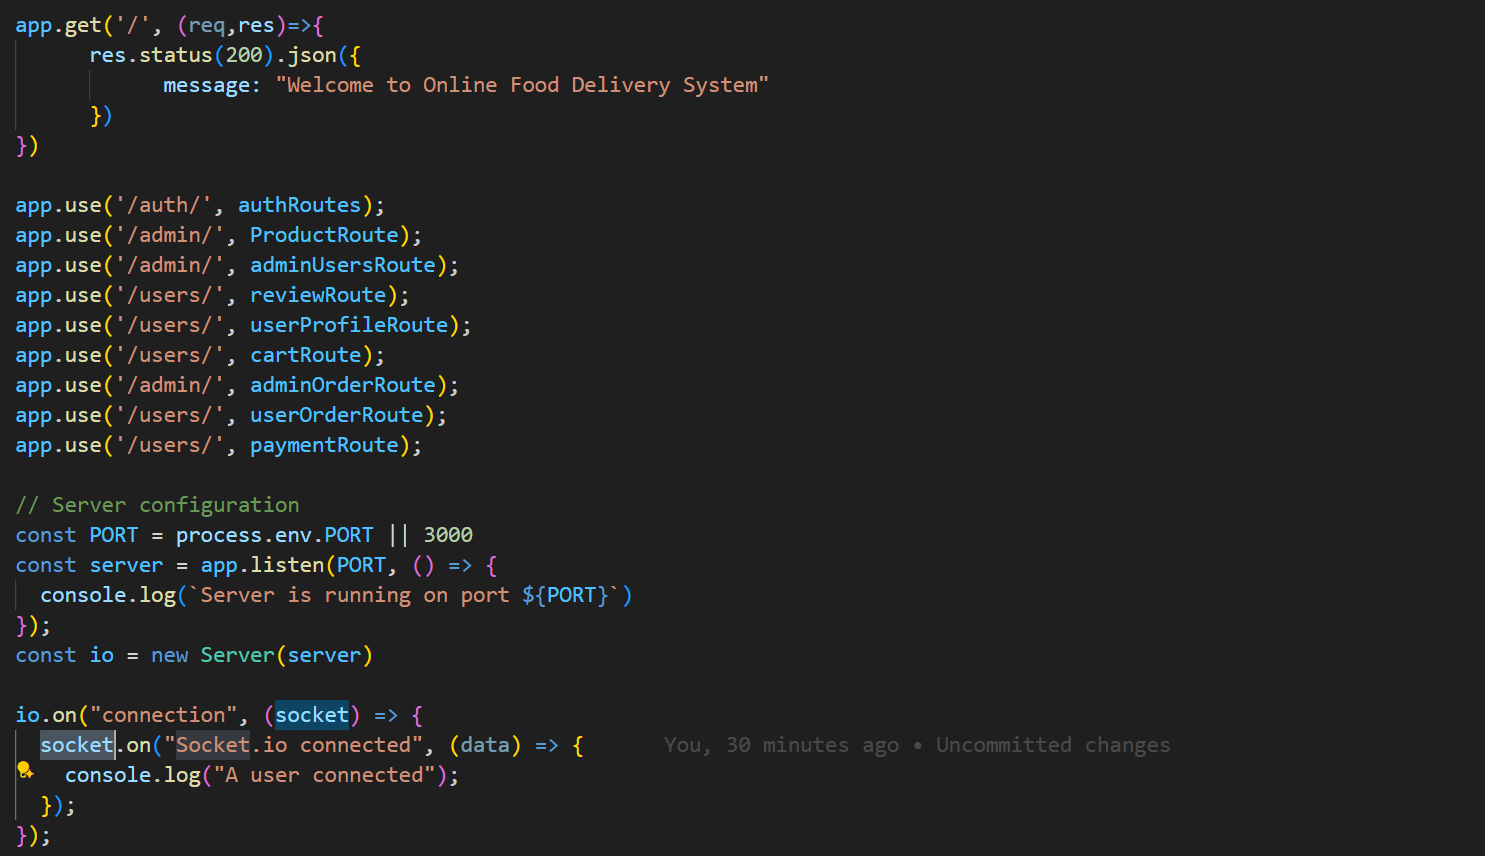 app.get('/', (req,res)=>{
res.status(200).json({
message: "Welcome to Online Food Delivery System"
})
})
app.use('/auth/', authRoutes);
app.use('/admin/', ProductRoute);
app.use('/admin/', adminUsersRoute);
app.use('/users/', reviewRoute);
app.use('/users/', userProfileRoute);
app.use('/users/', cartRoute);
app.use('/admin/', adminOrderRoute);
app.use('/users/', userOrderRoute);
app.use('/users/', paymentRoute);
// Server configuration
const PORT = process.env.PORT || 3000
const server = app.listen(PORT, () => {
console.log(`Server is running on port ${PORT}`)
});
const io = new Server(server)
io.on("connection", (socket) => {
socket.on("Socket.io connected", (data) => { You, 30 minutes ago • Uncommitted changes
console.log("A user connected");
});
});